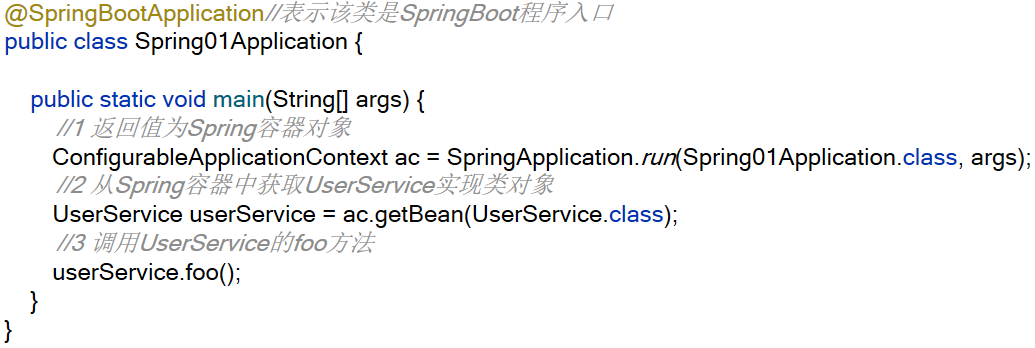 @SpringBootApplication//表示该类是SpringBoot程序入口
public class Spring01Application {
public static void main(String[] args) {
//1 返回值为Spring容器对象
ConfigurableApplicationContext ac = SpringApplication.run(Spring01Application.class, args);
//2 从Spring容器中获取UserService实现类对象
UserService userService = ac.getBean(UserService.class);
//3 调用UserService的foo方法
userService.foo();
}
}